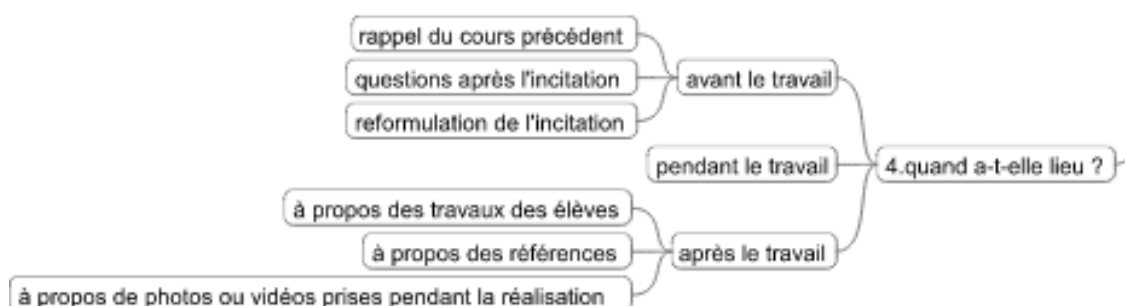 rappel du cours précédent
questions après l'incitation
avant le travail
reformulation de l'incitation
pendant le travail
4.quand a-t-elle lieu ?
à propos des travaux des élèves
à propos des références
après le travail
à propos de photos ou vidéos prises pendant la réalisation